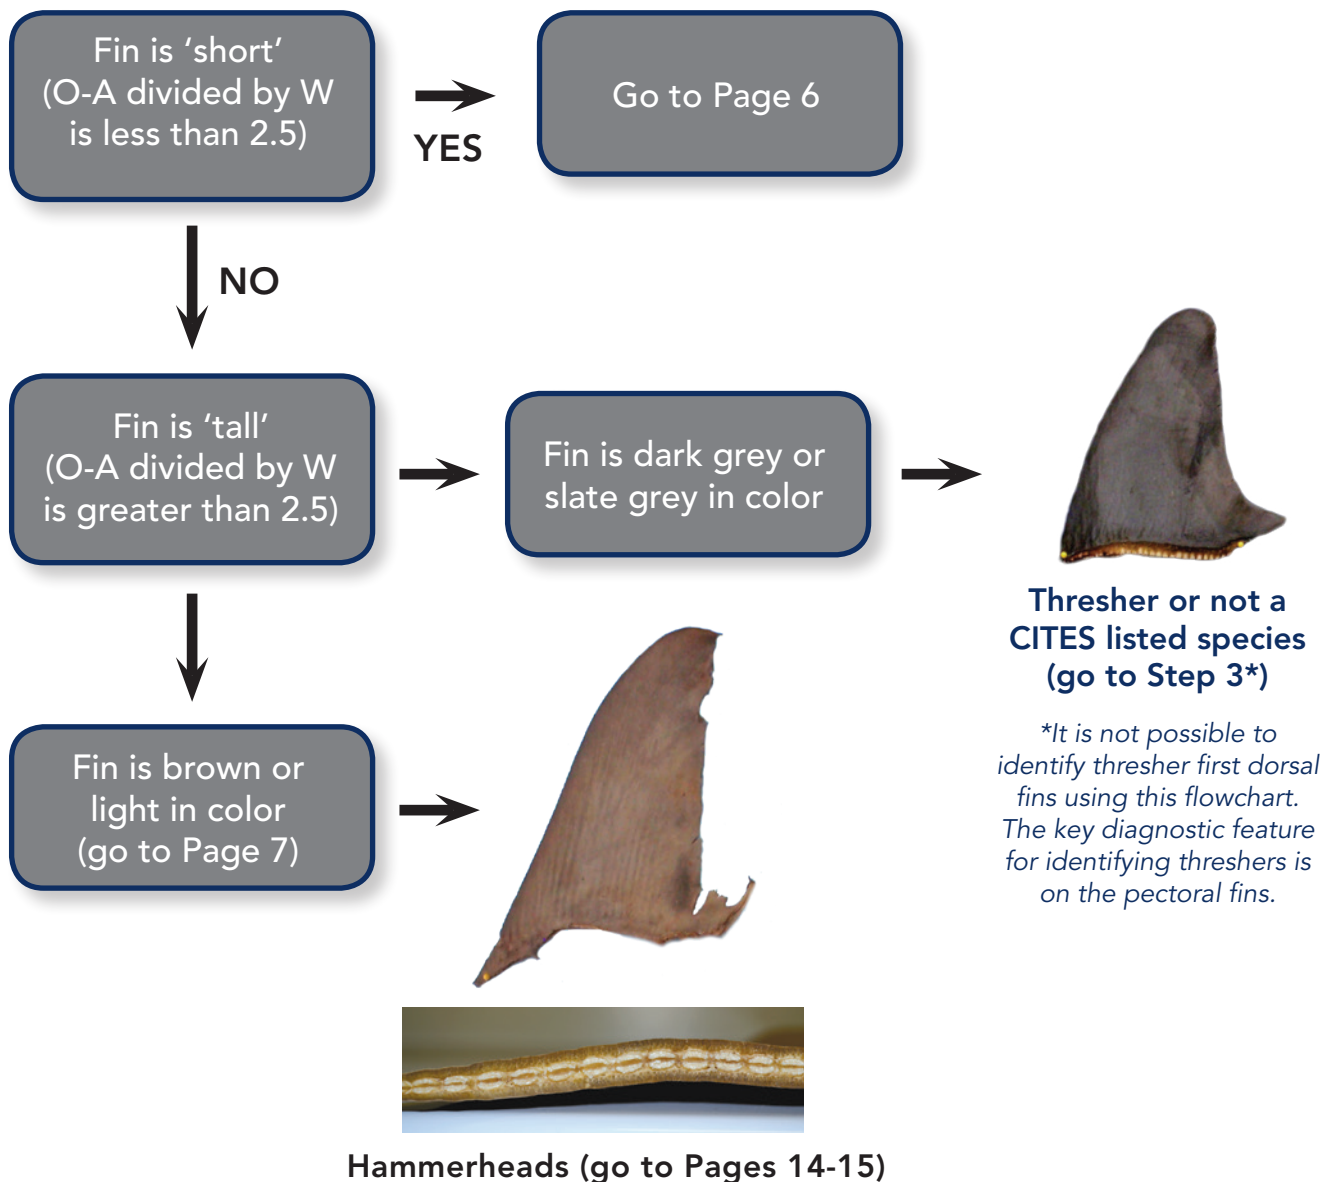 Fin is ‘short’
(O-A divided by W
is less than 2.5)
YES
Go to Page 6
NO
Fin is ‘tall’
(O-A divided by W
is greater than 2.5)
Fin is dark grey or
slate grey in color
Thresher or not a
CITES listed species
(go to Step 3*)
*It is not possible to
identify thresher first dorsal
fins using this flowchart.
The key diagnostic feature
for identifying threshers is
on the pectoral fins.
Fin is brown or
light in color
(go to Page 7)
Hammerheads (go to Pages 14-15)